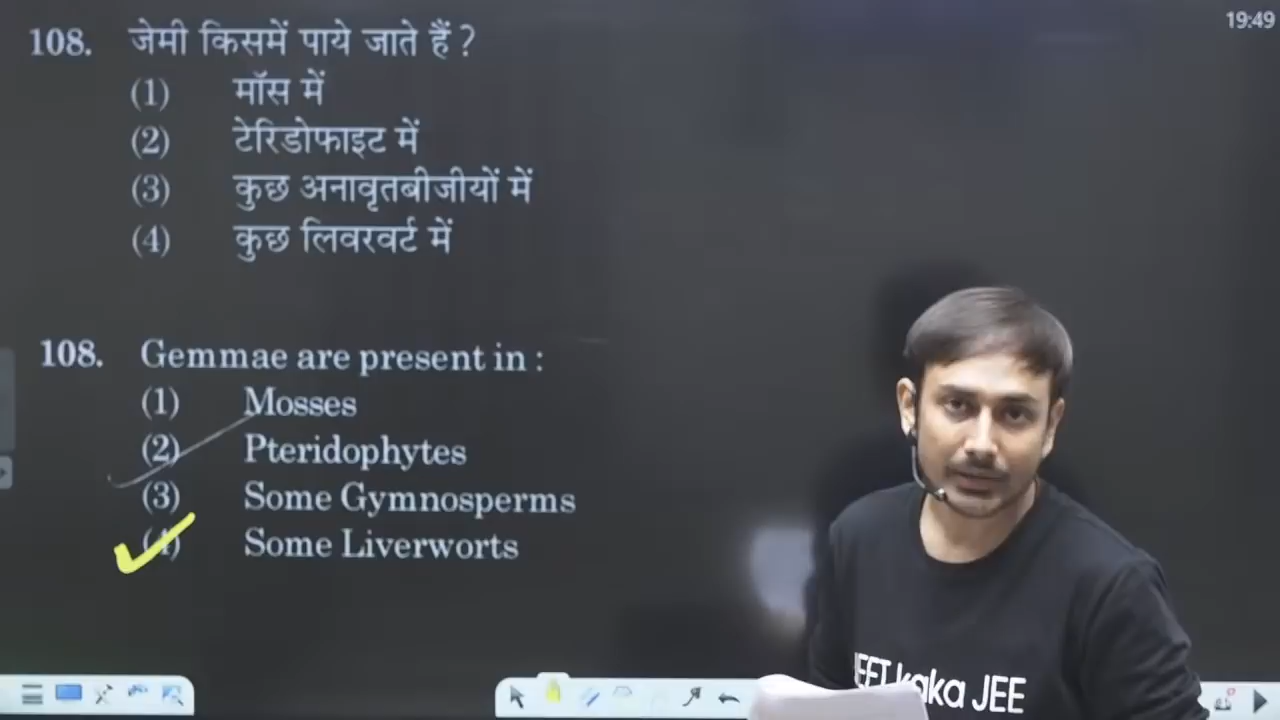 19:49
108. जेमी किसमें पाये जाते हैं ?
(1) मॉस में
(2) टेरिडोफाइट में
(3) कुछ अनावृतबीजीयों में
(4) कुछ लिवरवर्ट में
108. Gemmae are present in :
(1) Mosses
(2) Pteridophytes
(3) Some Gymnosperms
(4) Some Liverworts
kaka JEE